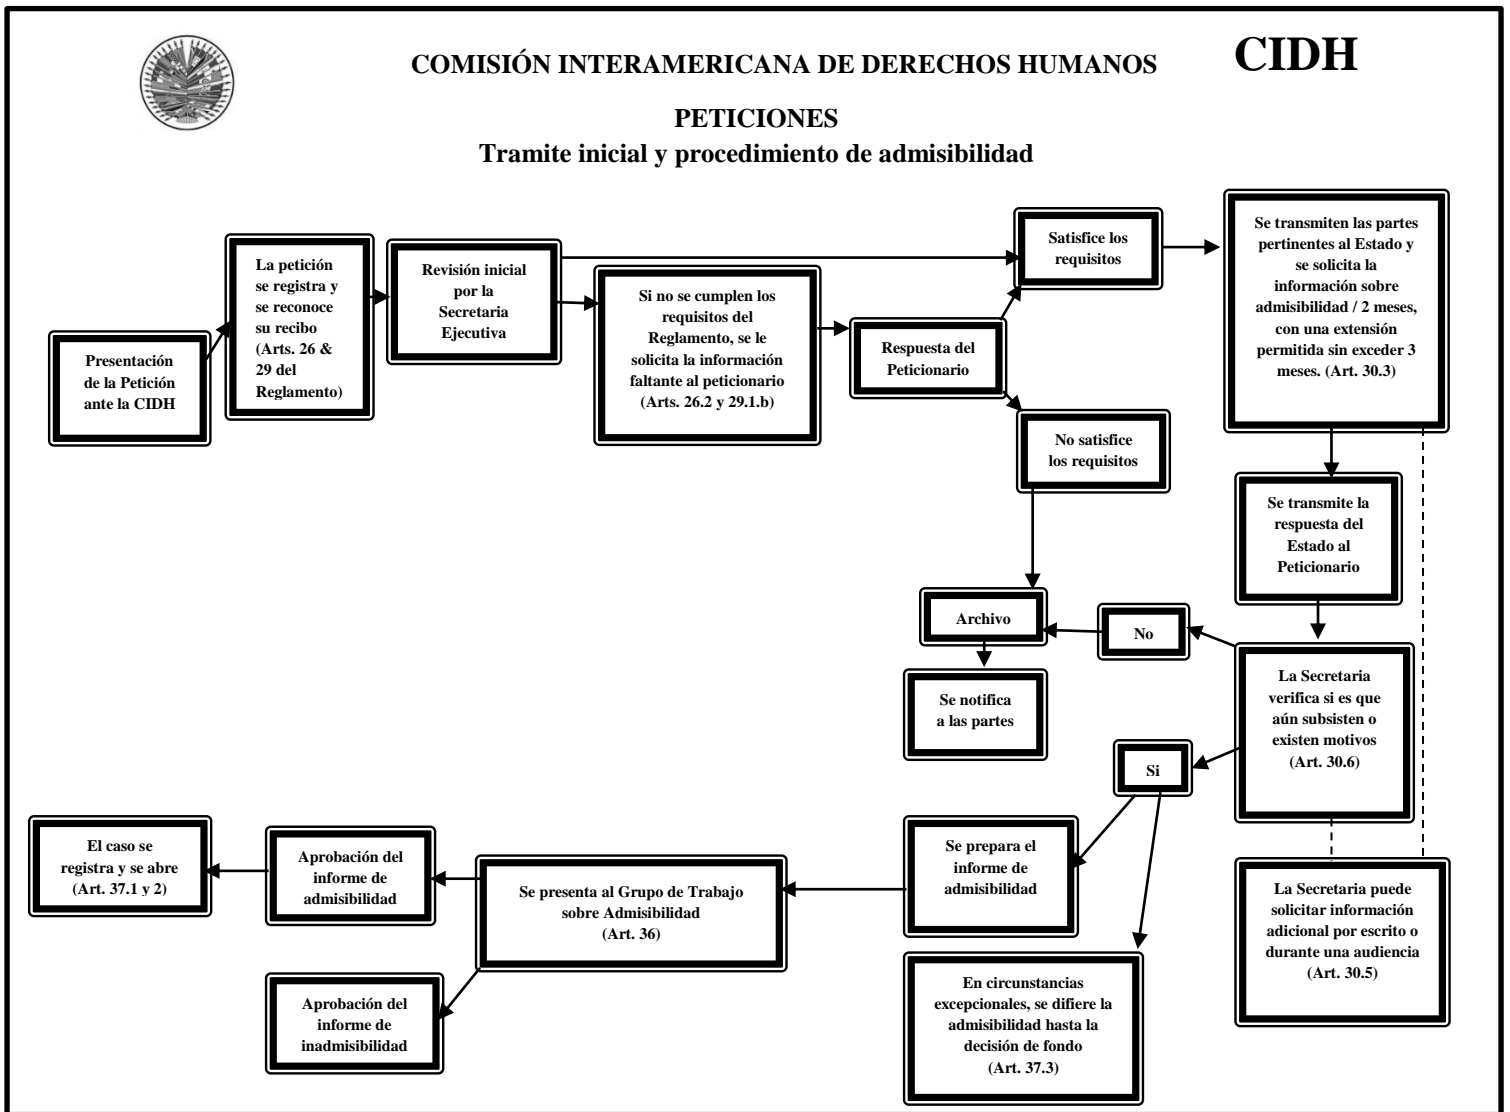 COMISIÓN INTERAMERICANA DE DERECHOS HUMANOS
CIDH
PETICIONES
Tramite inicial y procedimiento de admisibilidad
Presentación
de la Petición
ante la CIDH
La petición
se registra y
se reconoce
su recibo
(Arts. 26 &
29 del
Reglamento)
Revisión inicial
por la
Secretaria
Ejecutiva
Si no se cumplen los
requisitos del
Reglamento, se le
solicita la información
faltante al peticionario
(Arts. 26.2 y 29.1.b)
Respuesta del
Peticionario
Satisfice los
requisitos
No satisfice
los requisitos
Se transmiten las partes
pertinentes al Estado y
se solicita la
información sobre
admisibilidad / 2 meses,
con una extensión
permitida sin exceder 3
meses. (Art. 30.3)
Se transmite la
respuesta del
Estado al
Peticionario
Archivo
No
Se notifica
a las partes
La Secretaria
verifica si es que
aún subsisten o
existen motivos
(Art. 30.6)
Si
El caso se
registra y se abre
(Art. 37.1 y 2)
Aprobación del
informe de
admisibilidad
Se presenta al Grupo de Trabajo
sobre Admisibilidad
(Art. 36)
Se prepara el
informe de
admisibilidad
La Secretaria puede
solicitar información
adicional por escrito o
durante una audiencia
(Art. 30.5)
Aprobación del
informe de
inadmisibilidad
En circunstancias
excepcionales, se difiere la
admisibilidad hasta la
decisión de fondo
(Art. 37.3)